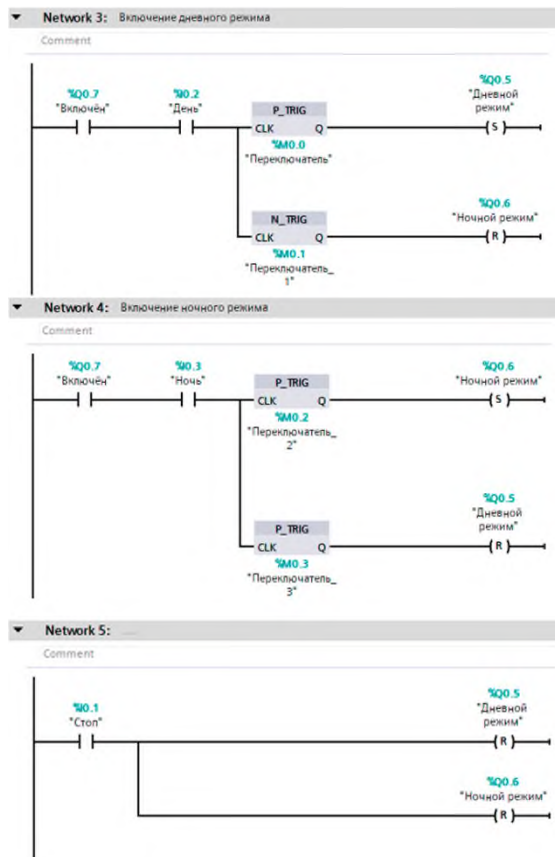 Network 3: Включение дневного режима
Comment
%Q0.7 %I0.2 %Q0.5
"Включён" "День" "Дневной
режим"
P_TRIG
CLK Q
( S )
%M0.0
"Переключатель"
%Q0.6
"Ночной режим"
N_TRIG
CLK Q
( R )
%M0.1
"Переключатель_
1"
Network 4: Включение ночного режима
Comment
%Q0.7 %I0.3 %Q0.6
"Включён" "Ночь" "Ночной режим"
P_TRIG
CLK Q
( S )
%M0.2
"Переключатель_
2"
%Q0.5
"Дневной
режим"
P_TRIG
CLK Q
( R )
%M0.3
"Переключатель_
3"
Network 5: .....
Comment
%I0.1 %Q0.5
"Стоп" "Дневной
режим"
( R )
%Q0.6
"Ночной режим"
( R )